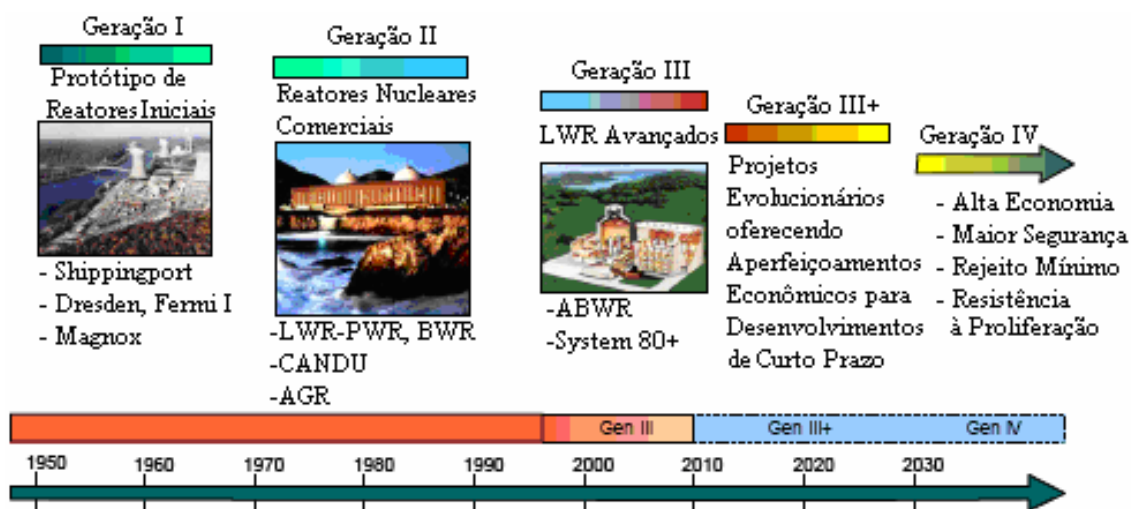 Geração I
Protótipo de
Reatores Iniciais
- Shippingport
- Dresden, Fermi I
- Magnox
Geração II
Reatores Nucleares
Comerciais
-LWR-PWR, BWR
-CANDU
-AGR
Geração III
LWR Avançados
-ABWR
-System 80+
Geração III+
Projetos
Evolucionários
oferecendo
Aperfeiçoamentos
Econômicos para
Desenvolvimentos
de Curto Prazo
Geração IV
- Alta Economia
- Maior Segurança
- Rejeito Mínimo
- Resistência
à Proliferação
Gen III
Gen III+
Gen IV
1950 1960 1970 1980 1990 2000 2010 2020 2030